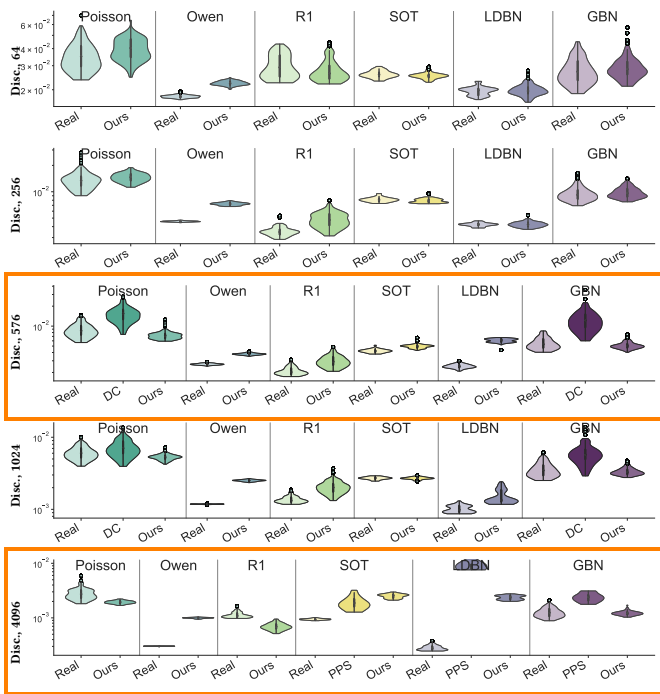 Disc., 64
6 × 10⁻²
4 × 10⁻²
3 × 10⁻²
2 × 10⁻²
Poisson Owen R1 SOT LDBN GBN
Real Ours Real Ours Real Ours Real Ours Real Ours Real Ours
Disc., 256
10⁻²
Poisson Owen R1 SOT LDBN GBN
Real Ours Real Ours Real Ours Real Ours Real Ours Real Ours
Disc., 576
10⁻²
Poisson Owen R1 SOT LDBN GBN
Real DC Ours Real Ours Real Ours Real Ours Real Ours Real DC Ours
Disc., 1024
10⁻²
10⁻³
Poisson Owen R1 SOT LDBN GBN
Real DC Ours Real Ours Real Ours Real Ours Real Ours Real DC Ours
Disc., 4096
10⁻²
10⁻³
Poisson Owen R1 SOT LDBN GBN
Real Ours Real Ours Real Ours Real PPS Ours Real PPS Ours Real PPS Ours